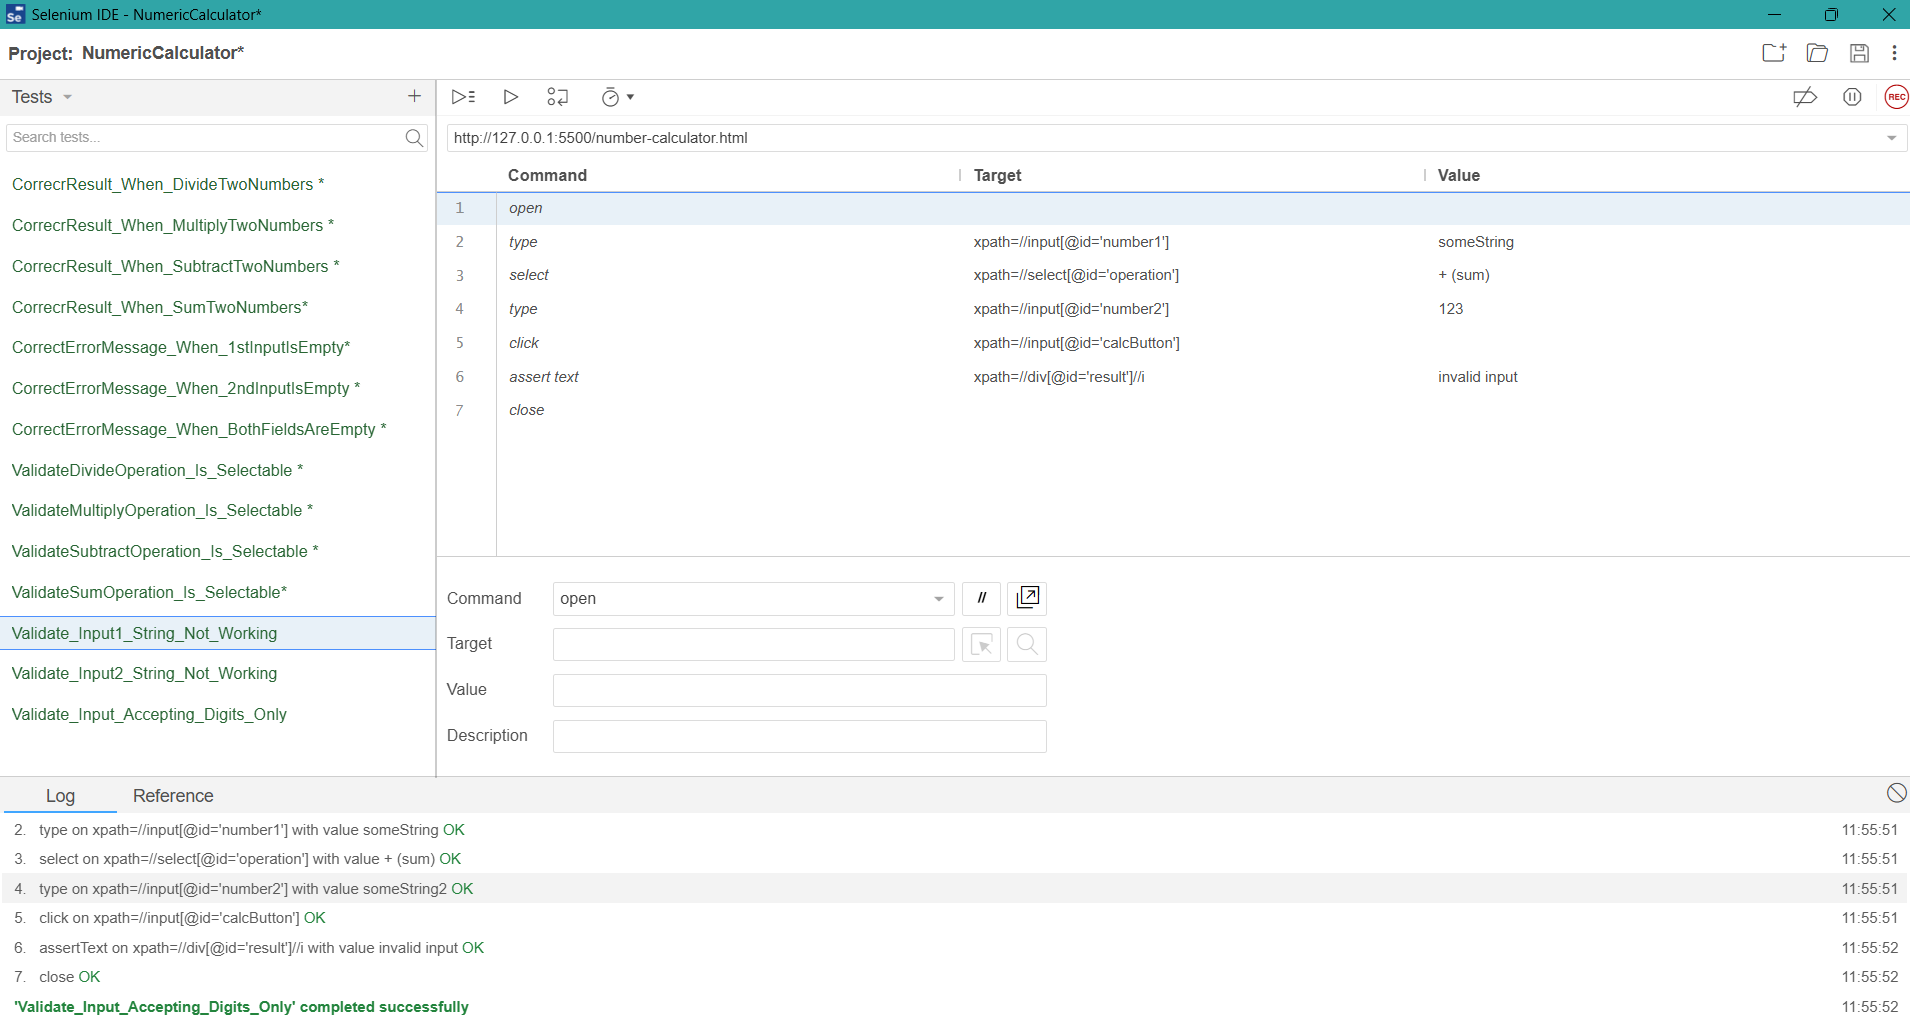 Selenium IDE - NumericCalculator*
Project: NumericCalculator*
Tests
Search tests...
CorrecrResult_When_DivideTwoNumbers *
CorrecrResult_When_MultiplyTwoNumbers *
CorrecrResult_When_SubtractTwoNumbers *
CorrecrResult_When_SumTwoNumbers*
CorrectErrorMessage_When_1stInputIsEmpty*
CorrectErrorMessage_When_2ndInputIsEmpty *
CorrectErrorMessage_When_BothFieldsAreEmpty *
ValidateDivideOperation_Is_Selectable *
ValidateMultiplyOperation_Is_Selectable *
ValidateSubtractOperation_Is_Selectable *
ValidateSumOperation_Is_Selectable*
Validate_Input1_String_Not_Working
Validate_Input2_String_Not_Working
Validate_Input_Accepting_Digits_Only
REC
http://127.0.0.1:5500/number-calculator.html
Command Target Value
1 open
2 type xpath=//input[@id='number1'] someString
3 select xpath=//select[@id='operation'] + (sum)
4 type xpath=//input[@id='number2'] 123
5 click xpath=//input[@id='calcButton']
6 assert text xpath=//div[@id='result']//i invalid input
7 close
Command open //
Target
Value
Description
Log Reference
2. type on xpath=//input[@id='number1'] with value someString OK 11:55:51
3. select on xpath=//select[@id='operation'] with value + (sum) OK 11:55:51
4. type on xpath=//input[@id='number2'] with value someString2 OK 11:55:51
5. click on xpath=//input[@id='calcButton'] OK 11:55:51
6. assertText on xpath=//div[@id='result']//i with value invalid input OK 11:55:52
7. close OK 11:55:52
'Validate_Input_Accepting_Digits_Only' completed successfully 11:55:52